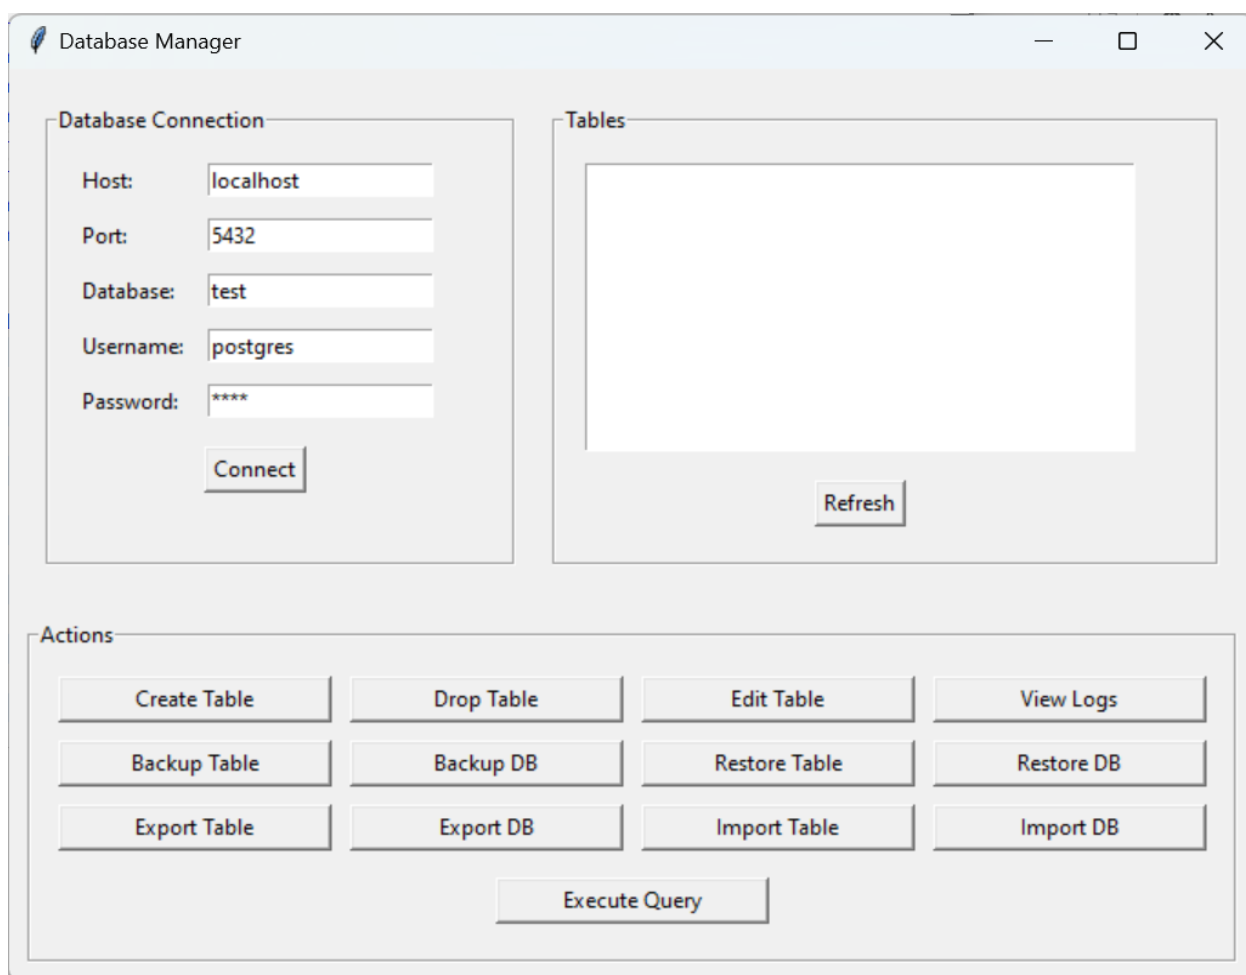 Database Manager
Database Connection
Host: localhost
Port: 5432
Database: test
Username: postgres
Password: ****
Connect
Tables
Refresh
Actions
Create Table Drop Table Edit Table View Logs
Backup Table Backup DB Restore Table Restore DB
Export Table Export DB Import Table Import DB
Execute Query